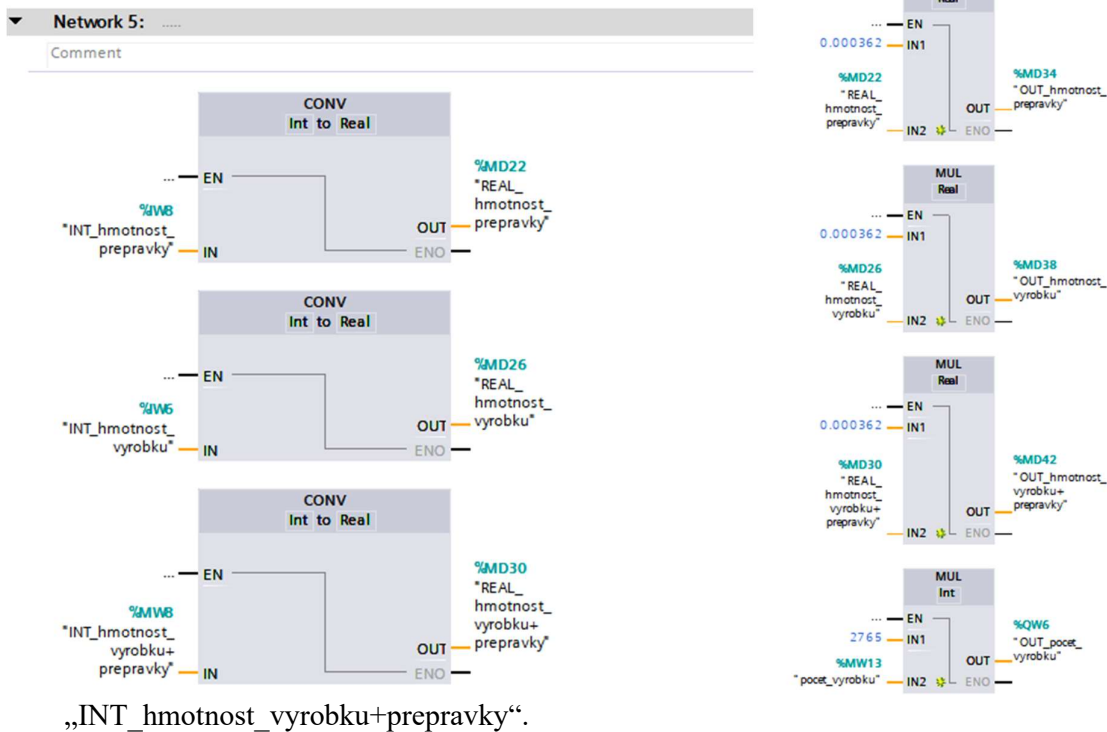 Network 5: .....
Comment
CONV
Int to Real
... EN
%IW8
"INT_hmotnost_
prepravky" IN
%MD22
"REAL_
hmotnost_
OUT prepravky"
ENO
CONV
Int to Real
... EN
%IW6
"INT_hmotnost_
vyrobku" IN
%MD26
"REAL_
hmotnost_
OUT vyrobku"
ENO
CONV
Int to Real
... EN
%MW8
"INT_hmotnost_
vyrobku+
prepravky" IN
%MD30
"REAL_
hmotnost_
vyrobku+
OUT prepravky"
ENO
Real
... EN
0.000362 IN1
%MD22
"REAL_
hmotnost_
prepravky"
IN2
%MD34
"OUT_hmotnost_
OUT prepravky"
ENO
MUL
Real
... EN
0.000362 IN1
%MD26
"REAL_
hmotnost_
vyrobku"
IN2
%MD38
"OUT_hmotnost_
OUT vyrobku"
ENO
MUL
Real
... EN
0.000362 IN1
%MD30
"REAL_
hmotnost_
vyrobku+
prepravky"
IN2
%MD42
"OUT_hmotnost_
vyrobku+
OUT prepravky"
ENO
MUL
Int
... EN
2765 IN1
%MW13
"pocet_vyrobku" IN2
%QW6
"OUT_pocet_
OUT vyrobku"
ENO
„INT_hmotnost_vyrobku+prepravky“.